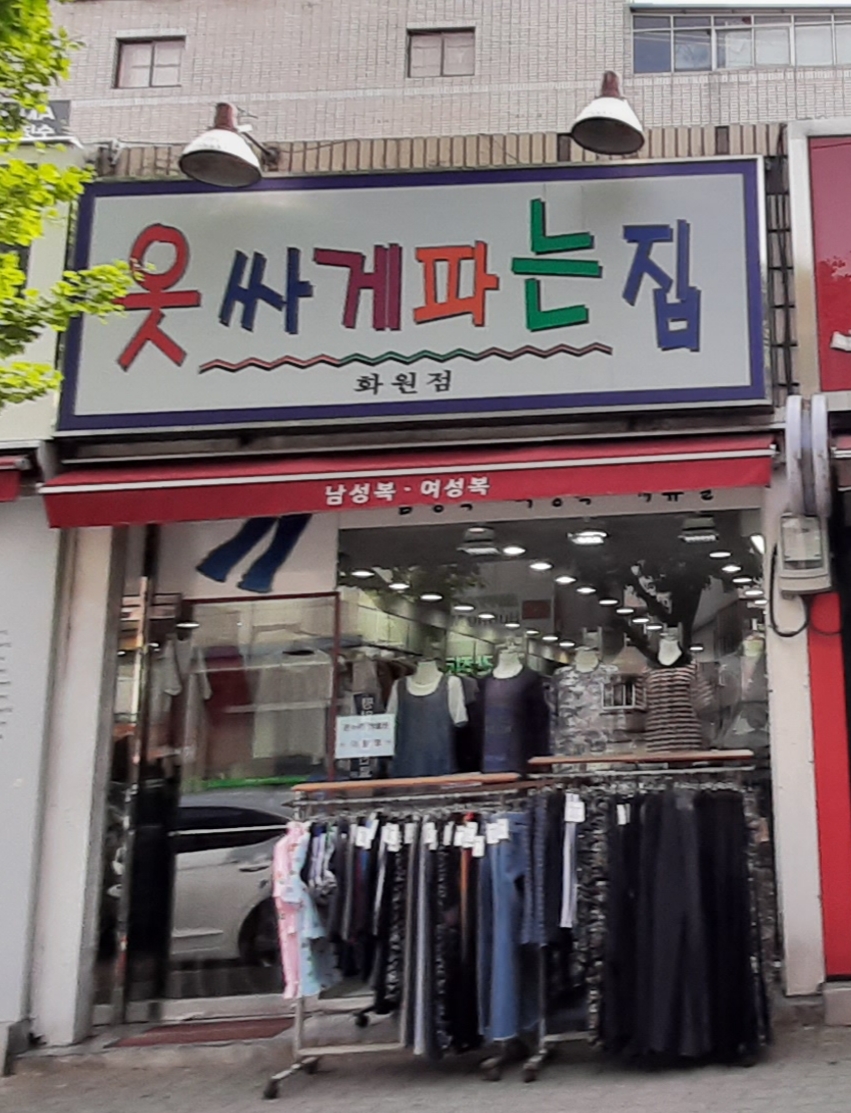 옷 싸게파는 집
화원점
남성복 - 여성복